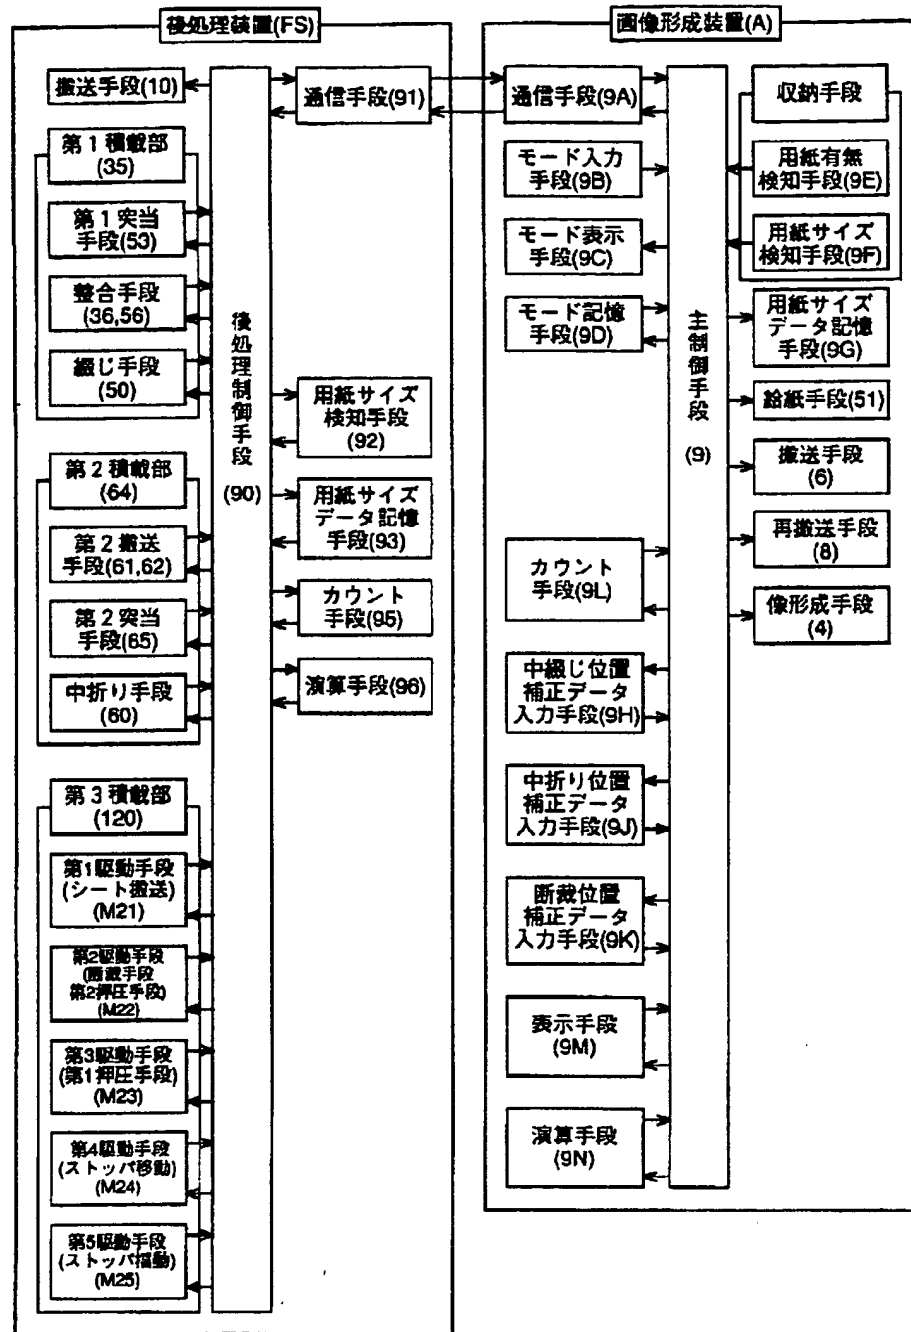 後処理装置(FS)
搬送手段(10)
第1積載部
(35)
第1突当
手段(53)
整合手段
(36,56)
綴じ手段
(50)
第2積載部
(64)
第2搬送
手段(61,62)
第2突当
手段(65)
中折り手段
(60)
第3積載部
(120)
第1駆動手段
(シート搬送)
(M21)
第2駆動手段
(断裁手段
第2押圧手段)
(M22)
第3駆動手段
(第1押圧手段)
(M23)
第4駆動手段
(ストッパ移動)
(M24)
第5駆動手段
(ストッパ揺動)
(M25)
後処理制御手段
(90)
通信手段(91)
用紙サイズ
検知手段
(92)
用紙サイズ
データ記憶
手段(93)
カウント
手段(95)
演算手段(96)
画像形成装置(A)
通信手段(9A)
モード入力
手段(9B)
モード表示
手段(9C)
モード記憶
手段(9D)
カウント
手段(9L)
中綴じ位置
補正データ
入力手段(9H)
中折り位置
補正データ
入力手段(9J)
断裁位置
補正データ
入力手段(9K)
表示手段
(9M)
演算手段
(9N)
主制御手段
(9)
収納手段
用紙有無
検知手段(9E)
用紙サイズ
検知手段(9F)
用紙サイズ
データ記憶
手段(9G)
給紙手段(51)
搬送手段
(6)
再搬送手段
(8)
像形成手段
(4)